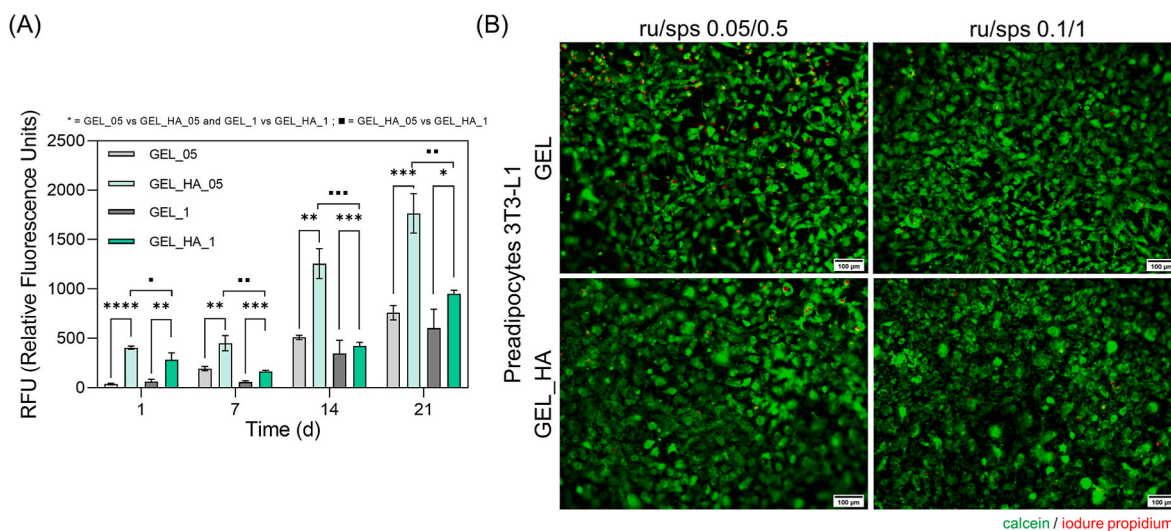 (A)
* = GEL_05 vs GEL_HA_05 and GEL_1 vs GEL_HA_1 ; ■ = GEL_HA_05 vs GEL_HA_1
RFU (Relative Fluorescence Units)
2500
2000
1500
1000
500
0
GEL_05
GEL_HA_05
GEL_1
GEL_HA_1
**** ■ **
** ■■ ***
** ■■■ ***
*** ■■ *
1 7 14 21
Time (d)
(B)
ru/sps 0.05/0.5 ru/sps 0.1/1
Preadipocytes 3T3-L1
GEL
100 µm 100 µm
GEL_HA
100 µm 100 µm
calcein / iodure propidium